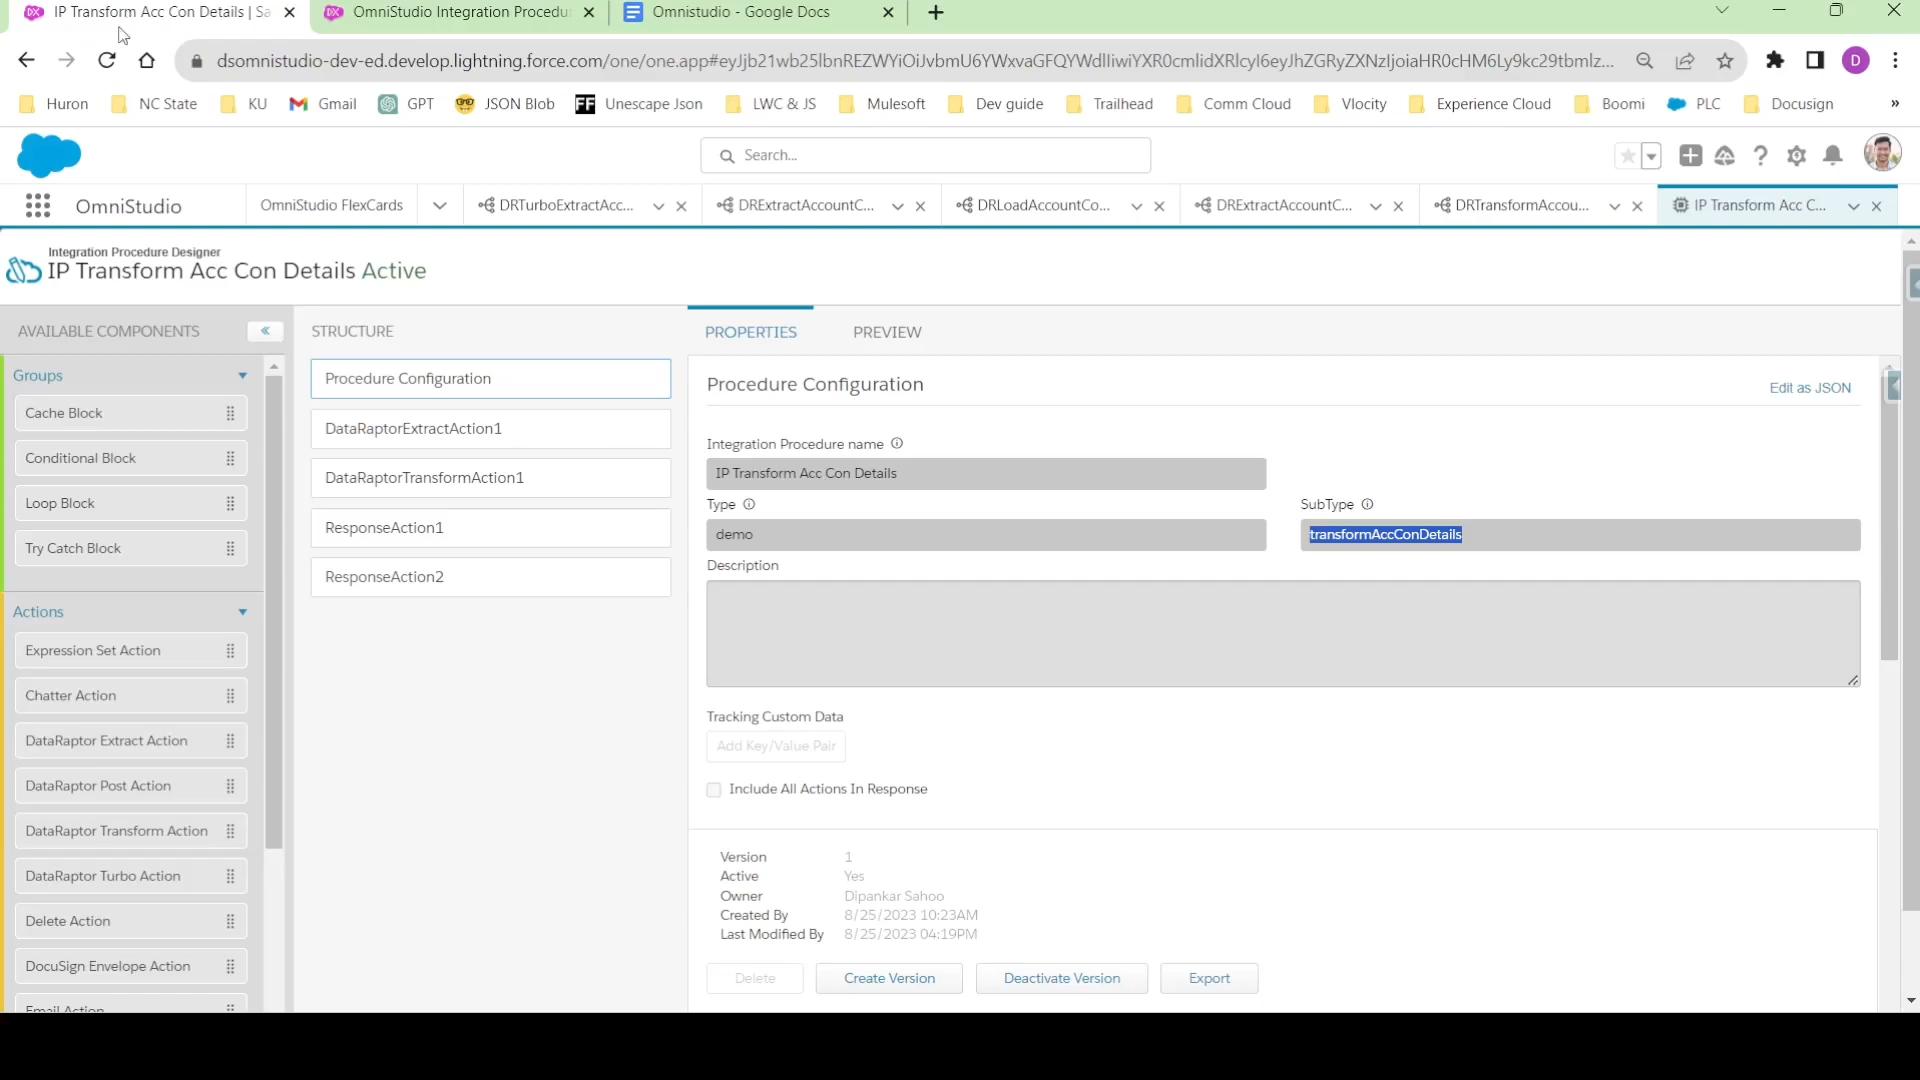 IP Transform Acc Con Details | Sa
OmniStudio Integration Procedu
Omnistudio - Google Docs
dsomnistudio-dev-ed.develop.lightning.force.com/one/one.app#eyJjb21wb25lbnREZWYiOiJvbmU6YWxvaGFQYWdlIiwiYXR0cmlidXRlcyI6eyJhZGRyZXNzIjoiaHR0cHM6Ly9kc29tbmlz...
D
Huron
NC State
KU
Gmail
GPT
JSON Blob
FF Unescape Json
LWC & JS
Mulesoft
Dev guide
Trailhead
Comm Cloud
Vlocity
Experience Cloud
Boomi
PLC
Docusign
»
Search...
OmniStudio
OmniStudio FlexCards
DRTurboExtractAcc...
DRExtractAccountC...
DRLoadAccountCo...
DRExtractAccountC...
DRTransformAccou...
IP Transform Acc C...
Integration Procedure Designer
IP Transform Acc Con Details Active
AVAILABLE COMPONENTS
Groups
Cache Block
Conditional Block
Loop Block
Try Catch Block
Actions
Expression Set Action
Chatter Action
DataRaptor Extract Action
DataRaptor Post Action
DataRaptor Transform Action
DataRaptor Turbo Action
Delete Action
DocuSign Envelope Action
Email Action
STRUCTURE
Procedure Configuration
DataRaptorExtractAction1
DataRaptorTransformAction1
ResponseAction1
ResponseAction2
PROPERTIES
PREVIEW
Procedure Configuration
Edit as JSON
Integration Procedure name
IP Transform Acc Con Details
Type
demo
SubType
transformAccConDetails
Description
Tracking Custom Data
Add Key/Value Pair
Include All Actions In Response
Version 1
Active Yes
Owner Dipankar Sahoo
Created By 8/25/2023 10:23AM
Last Modified By 8/25/2023 04:19PM
Delete
Create Version
Deactivate Version
Export